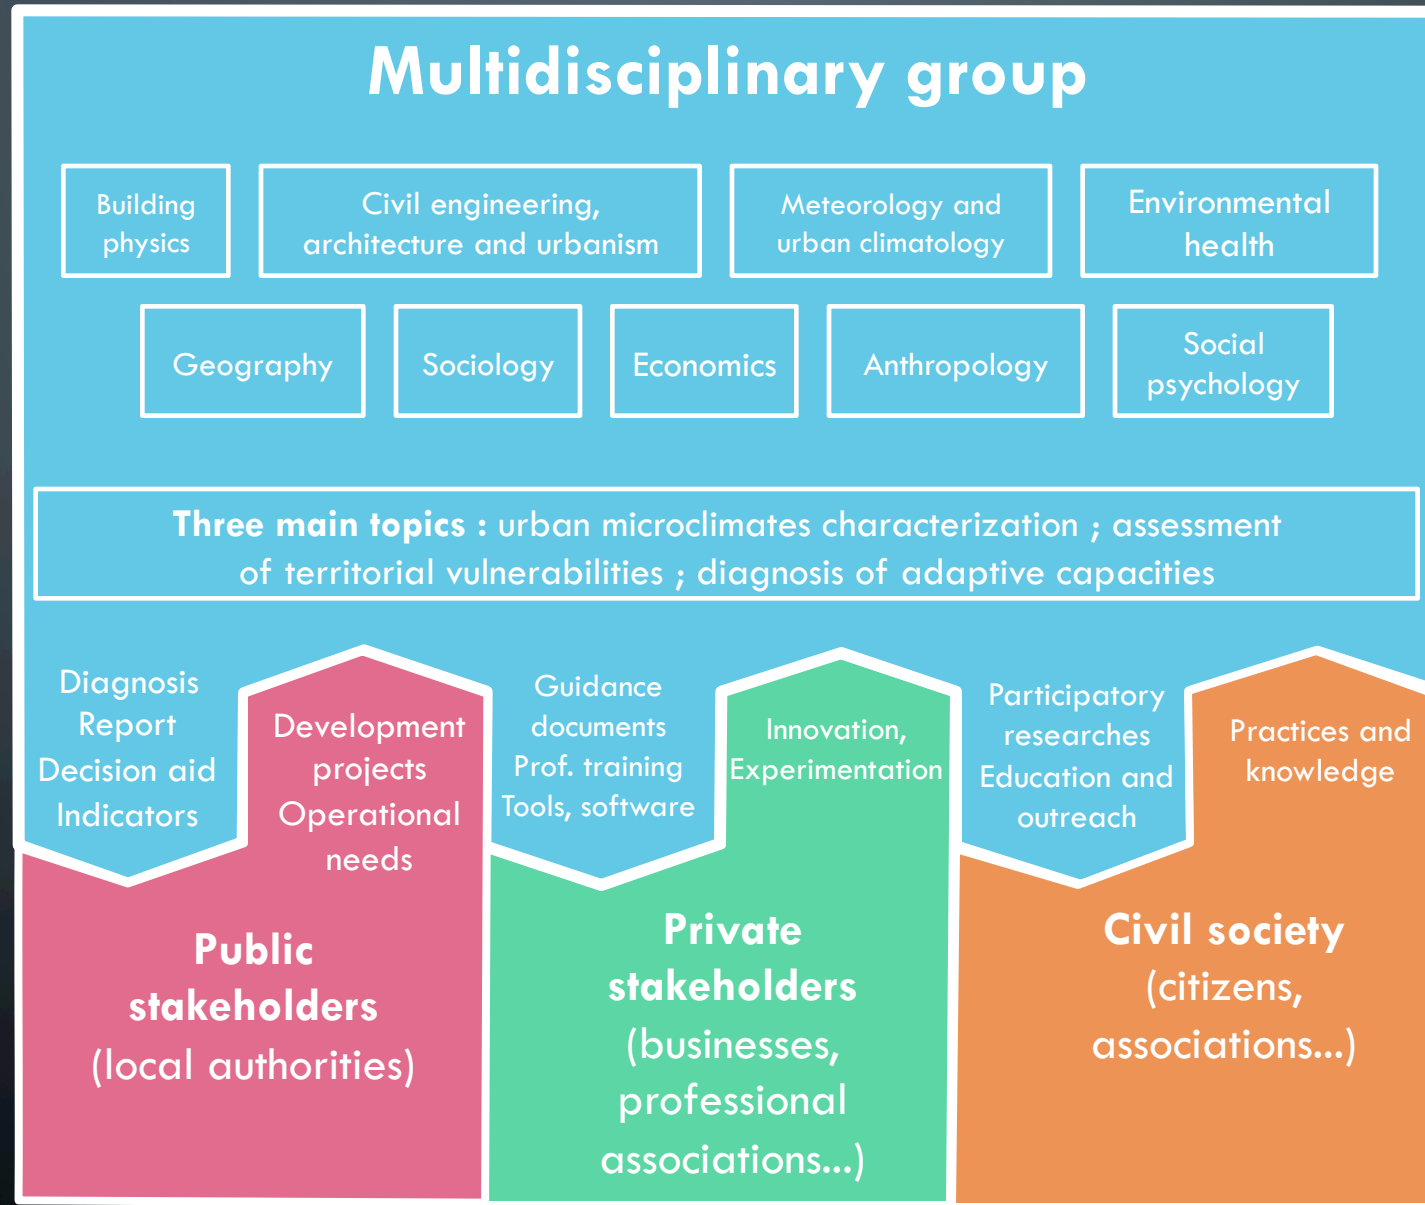 Multidisciplinary group
Building
physics
Civil engineering,
architecture and urbanism
Meteorology and
urban climatology
Environmental
health
Geography
Sociology
Economics
Anthropology
Social
psychology
Three main topics : urban microclimates characterization ; assessment
of territorial vulnerabilities ; diagnosis of adaptive capacities
Diagnosis
Report
Decision aid
Indicators
Development
projects
Operational
needs
Guidance
documents
Prof. training
Tools, software
Innovation,
Experimentation
Participatory
researches
Education and
outreach
Practices and
knowledge
Public
stakeholders
(local authorities)
Private
stakeholders
(businesses,
professional
associations...)
Civil society
(citizens,
associations...)